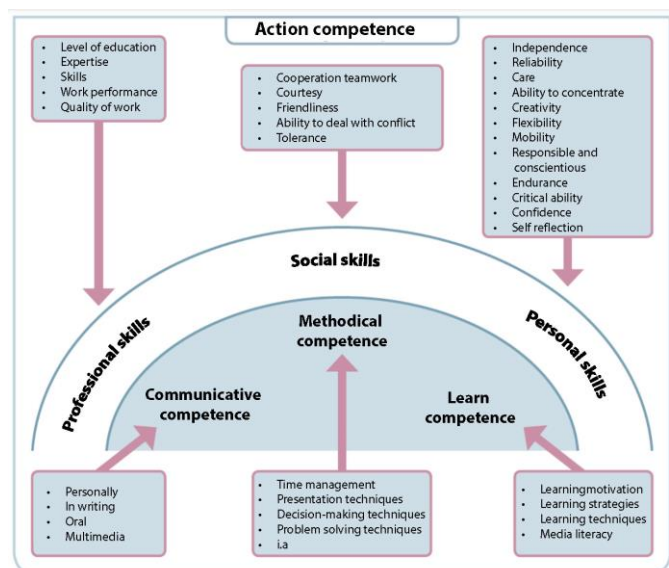 Action competence
• Level of education
• Expertise
• Skills
• Work performance
• Quality of work
• Cooperation teamwork
• Courtesy
• Friendliness
• Ability to deal with conflict
• Tolerance
• Independence
• Reliability
• Care
• Ability to concentrate
• Creativity
• Flexibility
• Mobility
• Responsible and
conscientious
• Endurance
• Critical ability
• Confidence
• Self reflection
Professional skills
Social skills
Personal skills
Methodical
competence
Communicative
competence
Learn
competence
• Personally
• In writing
• Oral
• Multimedia
• Time management
• Presentation techniques
• Decision-making techniques
• Problem solving techniques
• i.a
• Learningmotivation
• Learning strategies
• Learning techniques
• Media literacy